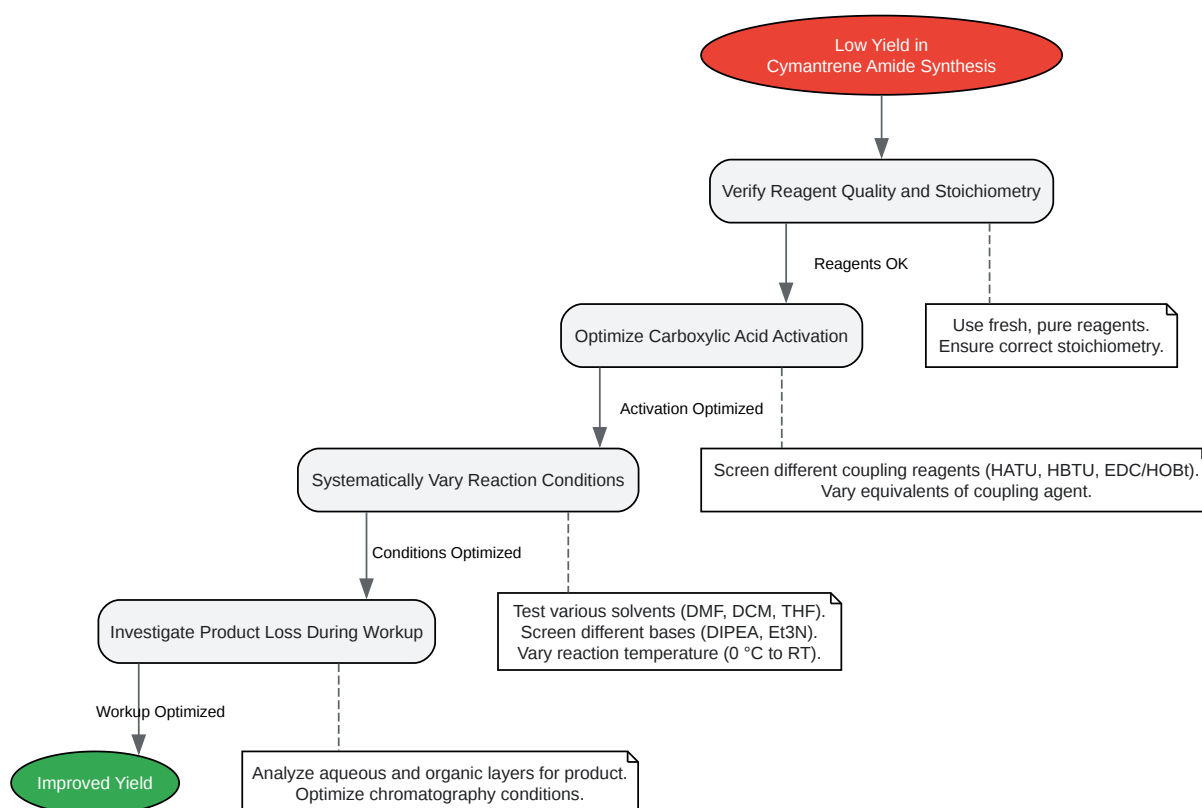 Low Yield in
Cymantrene Amide Synthesis
Verify Reagent Quality and Stoichiometry
Reagents OK
Use fresh, pure reagents.
Ensure correct stoichiometry.
Optimize Carboxylic Acid Activation
Activation Optimized
Screen different coupling reagents (HATU, HBTU, EDC/HOBt).
Vary equivalents of coupling agent.
Systematically Vary Reaction Conditions
Conditions Optimized
Test various solvents (DMF, DCM, THF).
Screen different bases (DIPEA, Et3N).
Vary reaction temperature (0 °C to RT).
Investigate Product Loss During Workup
Workup Optimized
Analyze aqueous and organic layers for product.
Optimize chromatography conditions.
Improved Yield